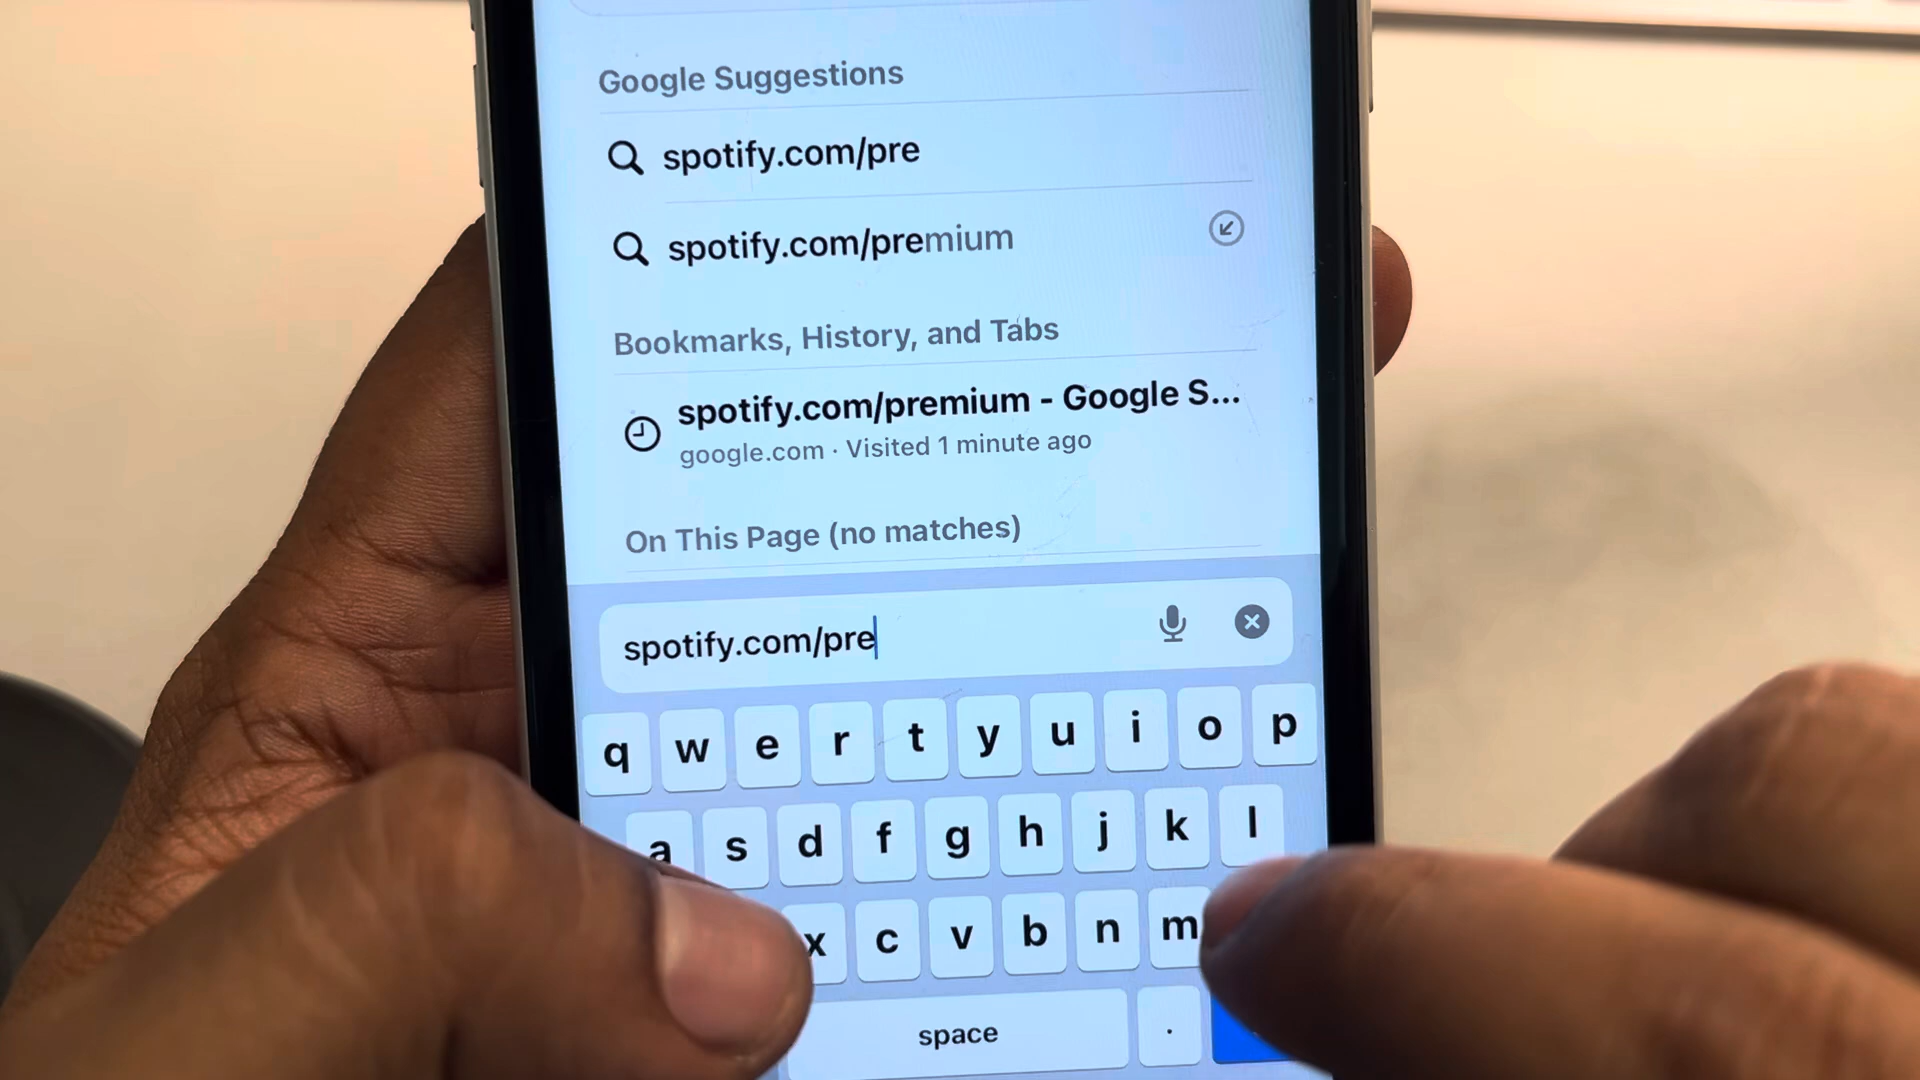 Google Suggestions
spotify.com/pre
spotify.com/premium
Bookmarks, History, and Tabs
spotify.com/premium - Google S...
google.com · Visited 1 minute ago
On This Page (no matches)
spotify.com/pre
q w e r t y u i o p
a s d f g h j k l
x c v b n m
space .